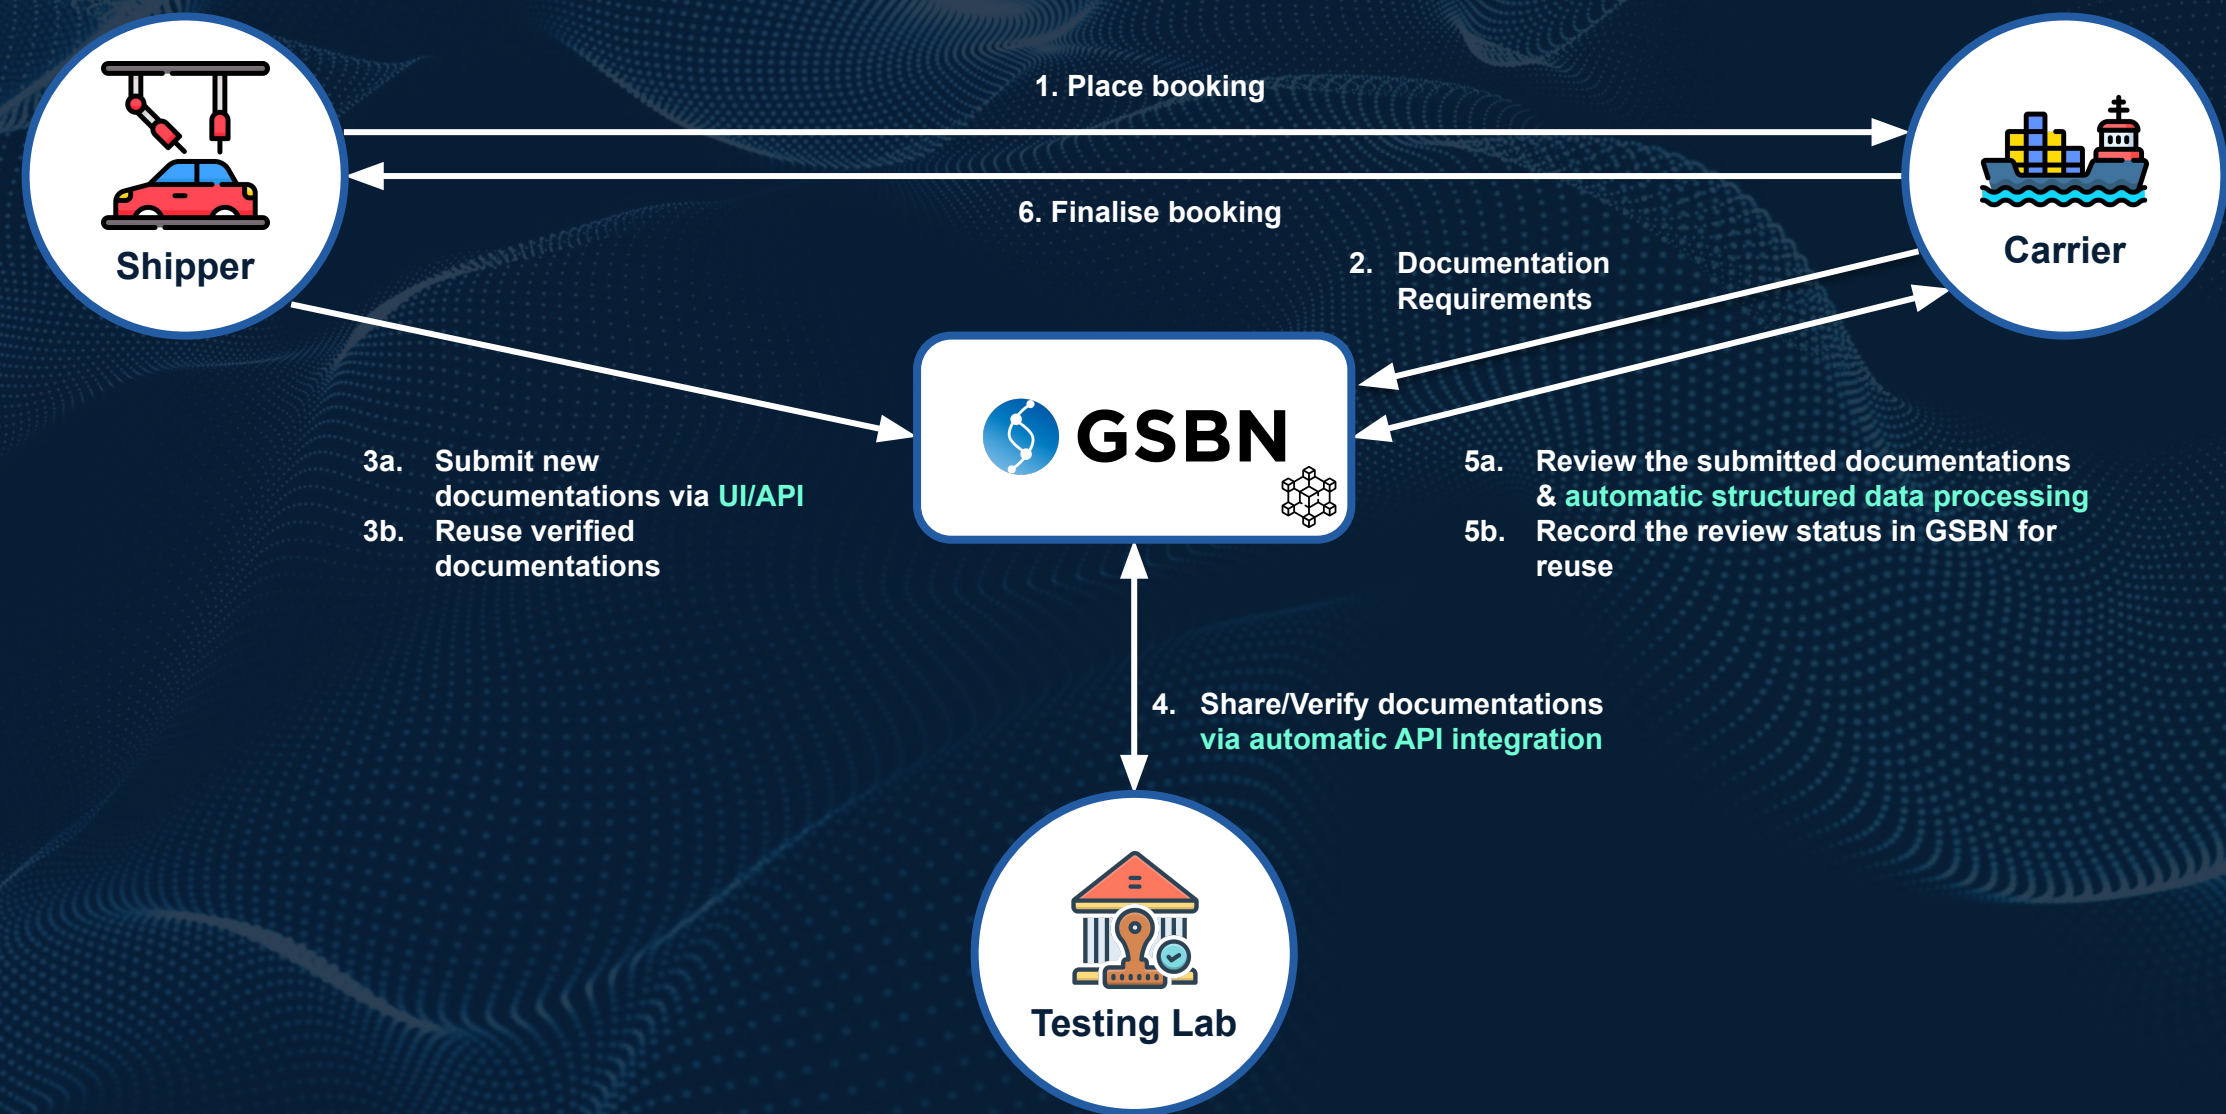 1. Place booking
6. Finalise booking
Shipper
Carrier
2. Documentation
Requirements
GSBN
3a. Submit new
documentations via UI/API
3b. Reuse verified
documentations
5a. Review the submitted documentations
& automatic structured data processing
5b. Record the review status in GSBN for
reuse
4. Share/Verify documentations
via automatic API integration
Testing Lab